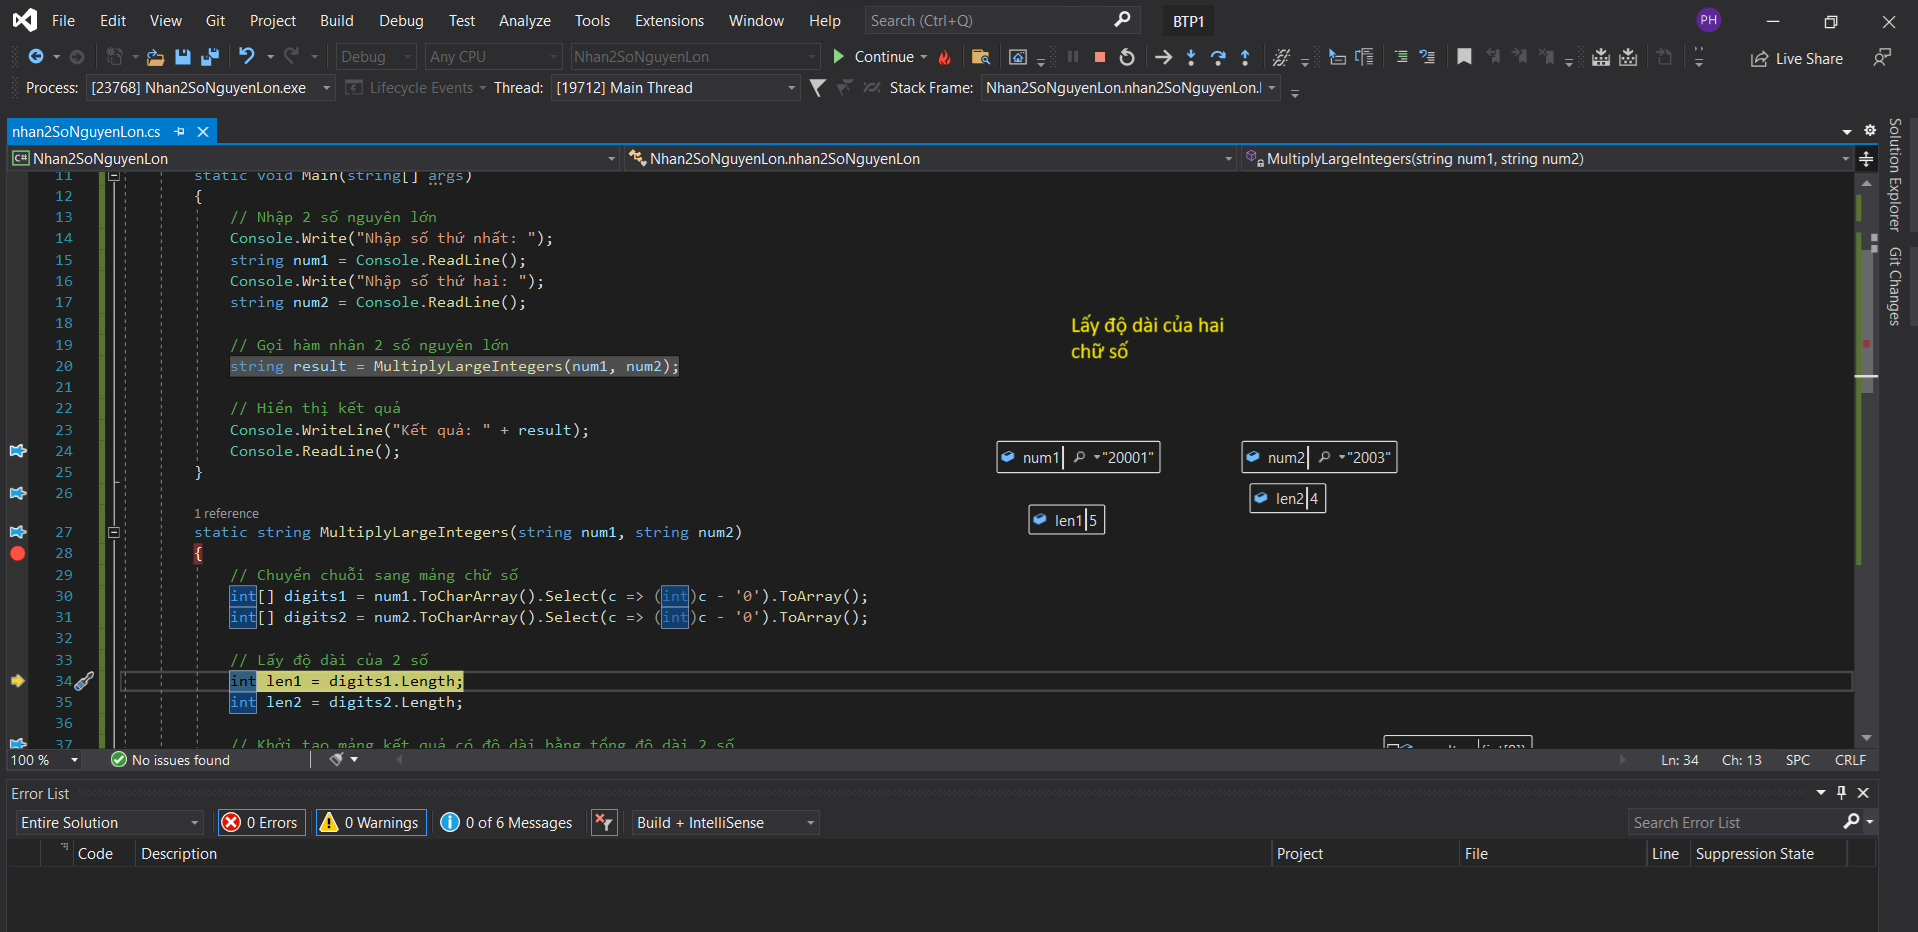 File Edit View Git Project Build Debug Test Analyze Tools Extensions Window Help Search (Ctrl+Q) BTP1 PH
Debug Any CPU Nhan2SoNguyenLon Continue Live Share
Process: [23768] Nhan2SoNguyenLon.exe Lifecycle Events Thread: [19712] Main Thread Stack Frame: Nhan2SoNguyenLon.nhan2SoNguyenLon.
nhan2SoNguyenLon.cs
C# Nhan2SoNguyenLon Nhan2SoNguyenLon.nhan2SoNguyenLon MultiplyLargeIntegers(string num1, string num2)
11 static void Main(string[] args)
12 {
13 // Nhập 2 số nguyên lớn
14 Console.Write("Nhập số thứ nhất: ");
15 string num1 = Console.ReadLine();
16 Console.Write("Nhập số thứ hai: ");
17 string num2 = Console.ReadLine();
18
19 // Gọi hàm nhân 2 số nguyên lớn
20 string result = MultiplyLargeIntegers(num1, num2);
21
22 // Hiển thị kết quả
23 Console.WriteLine("Kết quả: " + result);
24 Console.ReadLine();
25 }
26
1 reference
27 static string MultiplyLargeIntegers(string num1, string num2)
28 {
29 // Chuyển chuỗi sang mảng chữ số
30 int[] digits1 = num1.ToCharArray().Select(c => (int)c - '0').ToArray();
31 int[] digits2 = num2.ToCharArray().Select(c => (int)c - '0').ToArray();
32
33 // Lấy độ dài của 2 số
34 int len1 = digits1.Length;
35 int len2 = digits2.Length;
36
37 // Khởi tạo mảng kết quả có độ dài bằng tổng độ dài 2 số
Lấy độ dài của hai
chữ số
num1 "20001"
num2 "2003"
len2 4
len1 5
Solution Explorer
Git Changes
100 % No issues found Ln: 34 Ch: 13 SPC CRLF
Error List
Entire Solution 0 Errors 0 Warnings 0 of 6 Messages Build + IntelliSense Search Error List
Code Description Project File Line Suppression State